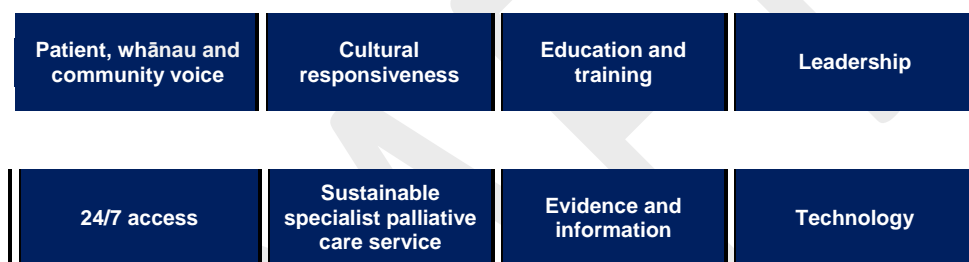 Patient, whānau and
community voice
Cultural
responsiveness
Education and
training
Leadership
24/7 access
Sustainable
specialist palliative
care service
Evidence and
information
Technology